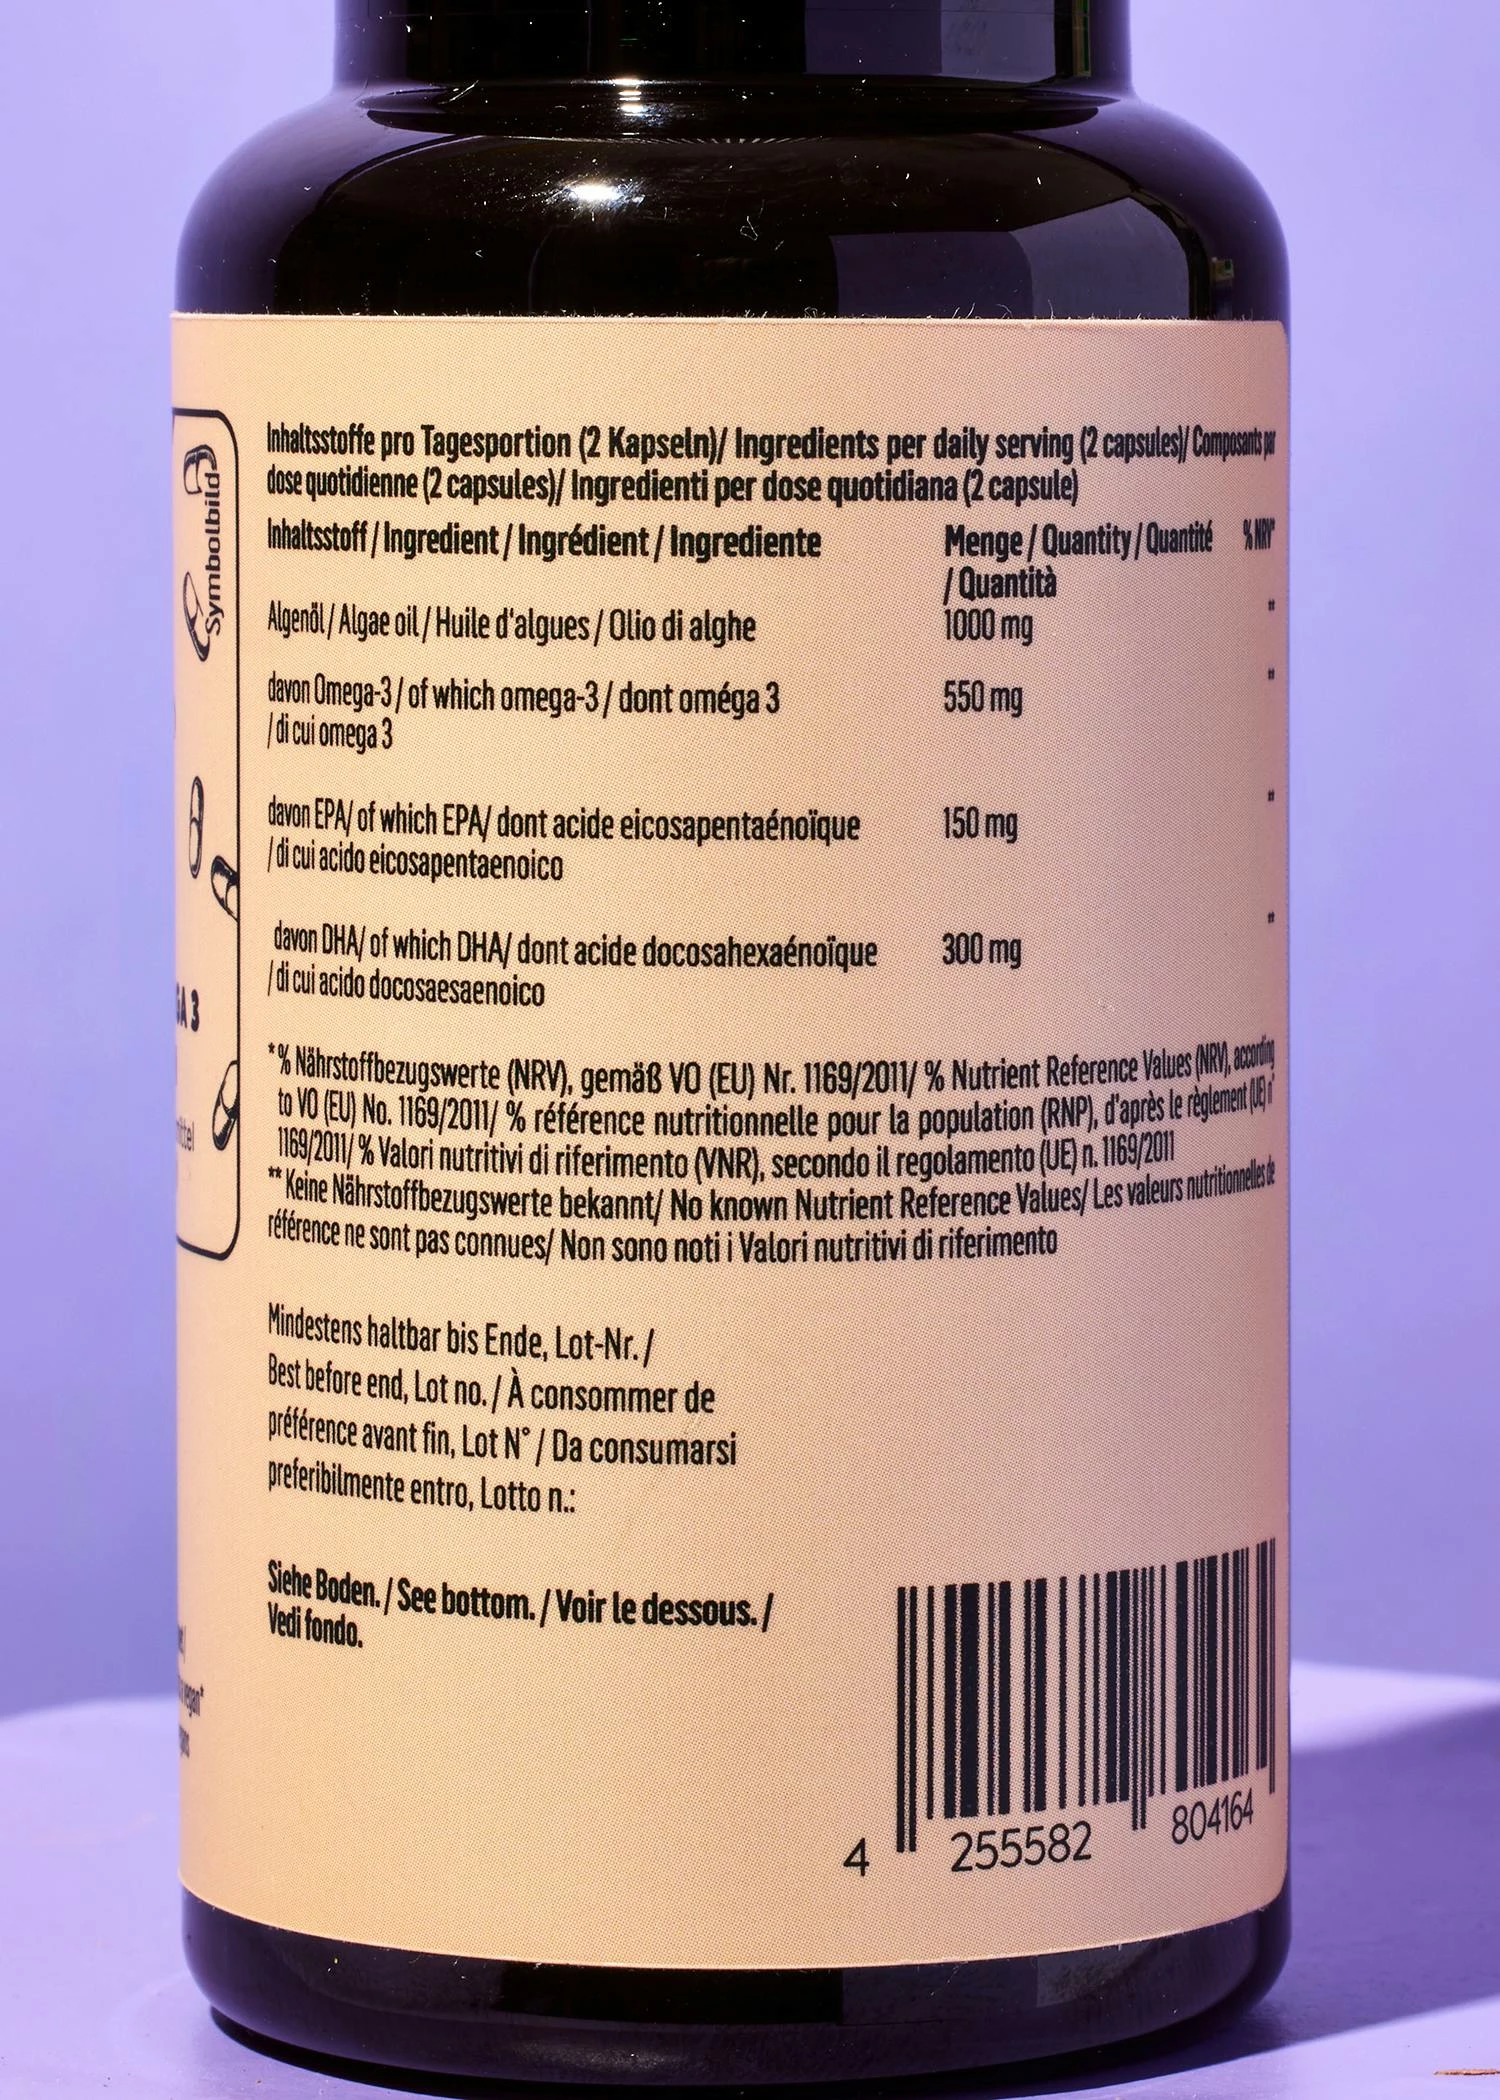 Symbolbild
GA 3
vegan*
Inhaltsstoffe pro Tagesportion (2 Kapseln)/ Ingredients per daily serving (2 capsules)/ Composants par
dose quotidienne (2 capsules)/ Ingredienti per dose quotidiana (2 capsule)
Inhaltsstoff / Ingredient / Ingrédient / Ingrediente Menge / Quantity / Quantité % NRV*
/ Quantità
Algenöl / Algae oil / Huile d'algues / Olio di alghe 1000 mg **
davon Omega-3 / of which omega-3 / dont oméga 3 550 mg **
/ di cui omega 3
davon EPA/ of which EPA/ dont acide eicosapentaénoïque 150 mg **
/ di cui acido eicosapentaenoico
davon DHA/ of which DHA/ dont acide docosahexaénoïque 300 mg **
/ di cui acido docosaesaenoico
*% Nährstoffbezugswerte (NRV), gemäß VO (EU) Nr. 1169/2011/ % Nutrient Reference Values (NRV), according
to VO (EU) No. 1169/2011/ % référence nutritionnelle pour la population (RNP), d'après le règlement (UE) n°
1169/2011/ % Valori nutritivi di riferimento (VNR), secondo il regolamento (UE) n. 1169/2011
** Keine Nährstoffbezugswerte bekannt/ No known Nutrient Reference Values/ Les valeurs nutritionnelles de
référence ne sont pas connues/ Non sono noti i Valori nutritivi di riferimento
Mindestens haltbar bis Ende, Lot-Nr. /
Best before end, Lot no. / À consommer de
préférence avant fin, Lot N° / Da consumarsi
preferibilmente entro, Lotto n.:
Siehe Boden. / See bottom. / Voir le dessous. /
Vedi fondo.
4 255582 804164